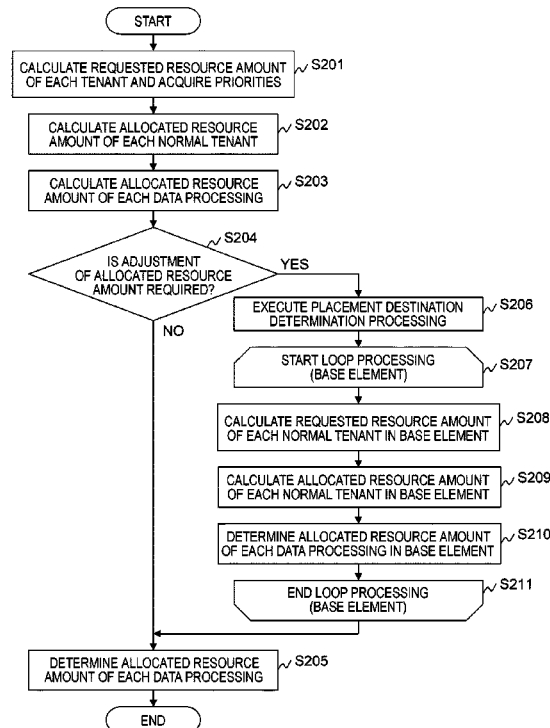 START
CALCULATE REQUESTED RESOURCE AMOUNT
OF EACH TENANT AND ACQUIRE PRIORITIES
S201
CALCULATE ALLOCATED RESOURCE
AMOUNT OF EACH NORMAL TENANT
S202
CALCULATE ALLOCATED RESOURCE
AMOUNT OF EACH DATA PROCESSING
S203
S204
IS ADJUSTMENT
OF ALLOCATED RESOURCE
AMOUNT REQUIRED?
YES
NO
EXECUTE PLACEMENT DESTINATION
DETERMINATION PROCESSING
S206
START LOOP PROCESSING
(BASE ELEMENT)
S207
CALCULATE REQUESTED RESOURCE AMOUNT
OF EACH NORMAL TENANT IN BASE ELEMENT
S208
CALCULATE ALLOCATED RESOURCE AMOUNT
OF EACH NORMAL TENANT IN BASE ELEMENT
S209
DETERMINE ALLOCATED RESOURCE AMOUNT
OF EACH DATA PROCESSING IN BASE ELEMENT
S210
END LOOP PROCESSING
(BASE ELEMENT)
S211
DETERMINE ALLOCATED RESOURCE
AMOUNT OF EACH DATA PROCESSING
S205
END